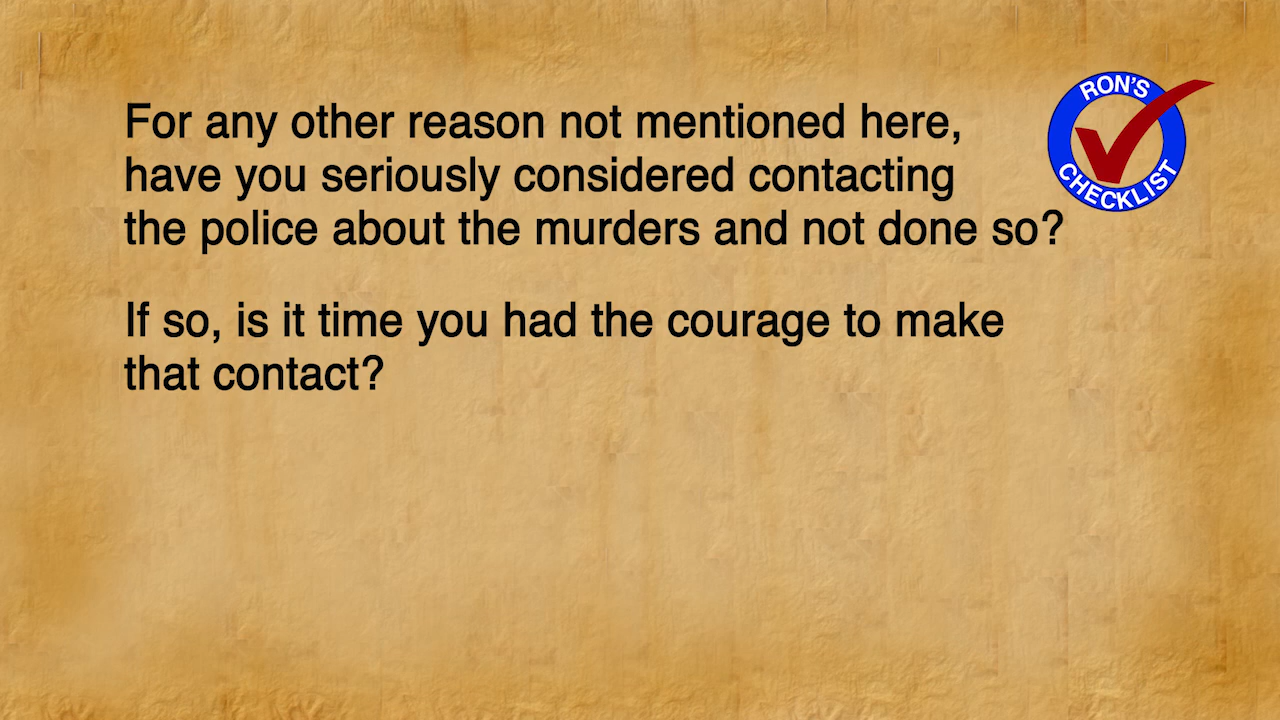 For any other reason not mentioned here,
have you seriously considered contacting
the police about the murders and not done so?
If so, is it time you had the courage to make
that contact?
RON'S
CHECKLIST